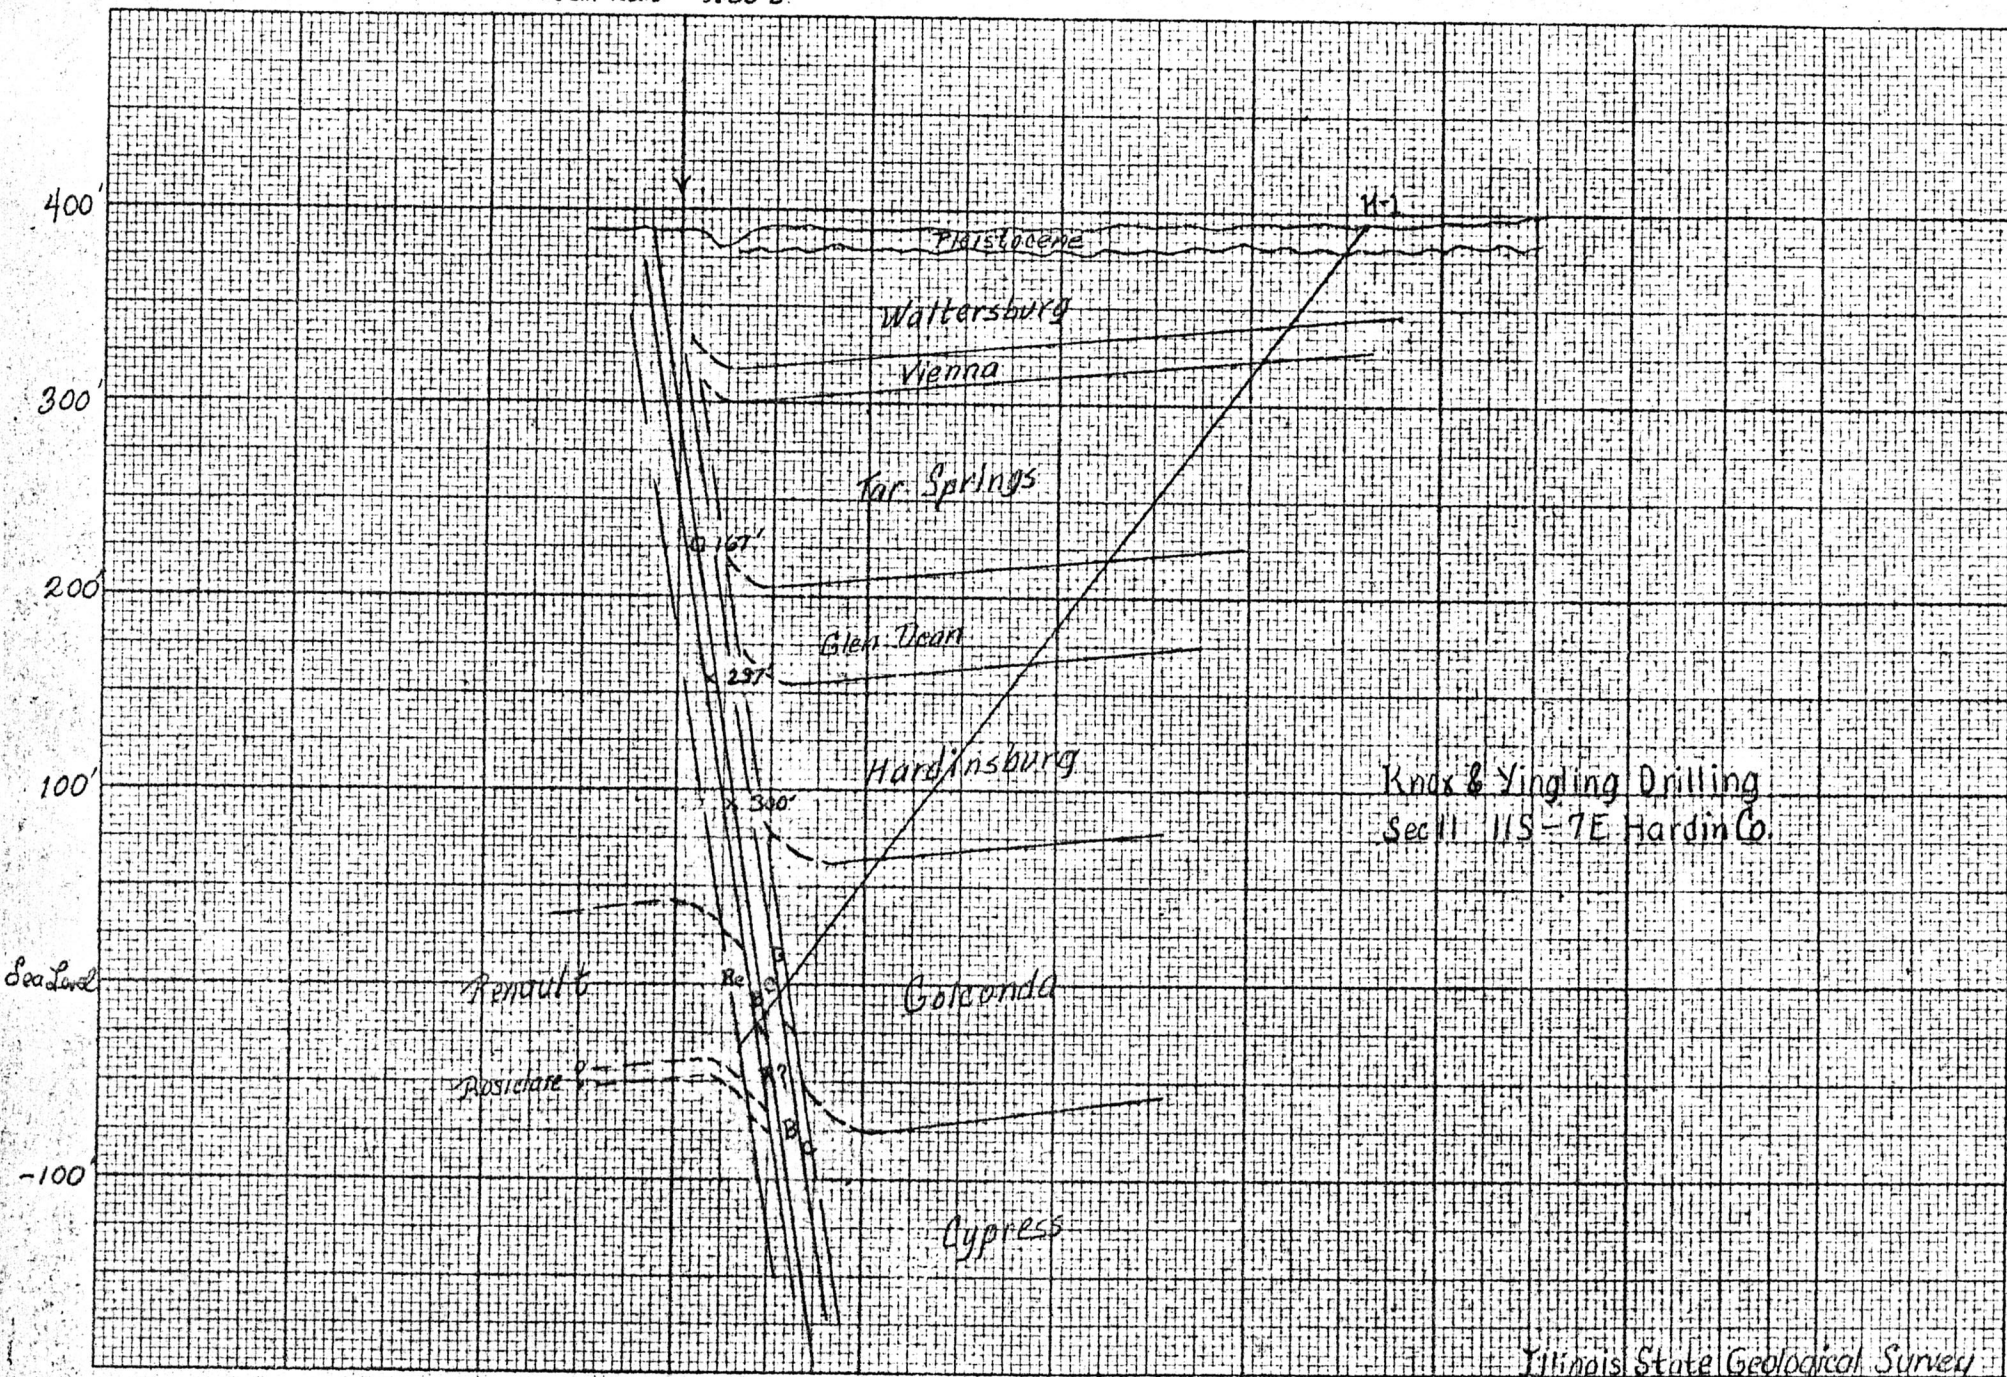 400'
H-1
Pleistocene
Waltersburg
Vienna
300'
Tar Springs
167'
200'
Glen Dean
297'
Hardinsburg
100'
300'
Knox & Yingling Drilling
Sec 11 11S-7E Hardin Co.
Sea Level
Renault
Re
B
C
G
Golconda
Rosiclare ?
R?
B
C
-100'
Cypress
Illinois State Geological Survey